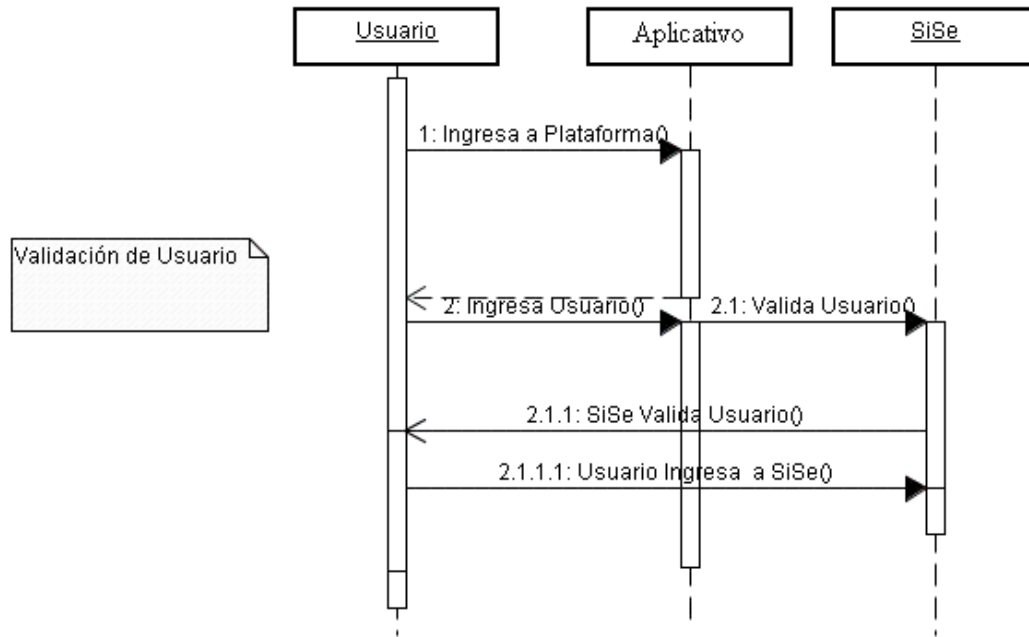 Usuario
Aplicativo
SiSe
1: Ingresa a Plataforma()
Validación de Usuario
2: Ingresa Usuario()
2.1: Valida Usuario()
2.1.1: SiSe Valida Usuario()
2.1.1.1: Usuario Ingresa  a SiSe()